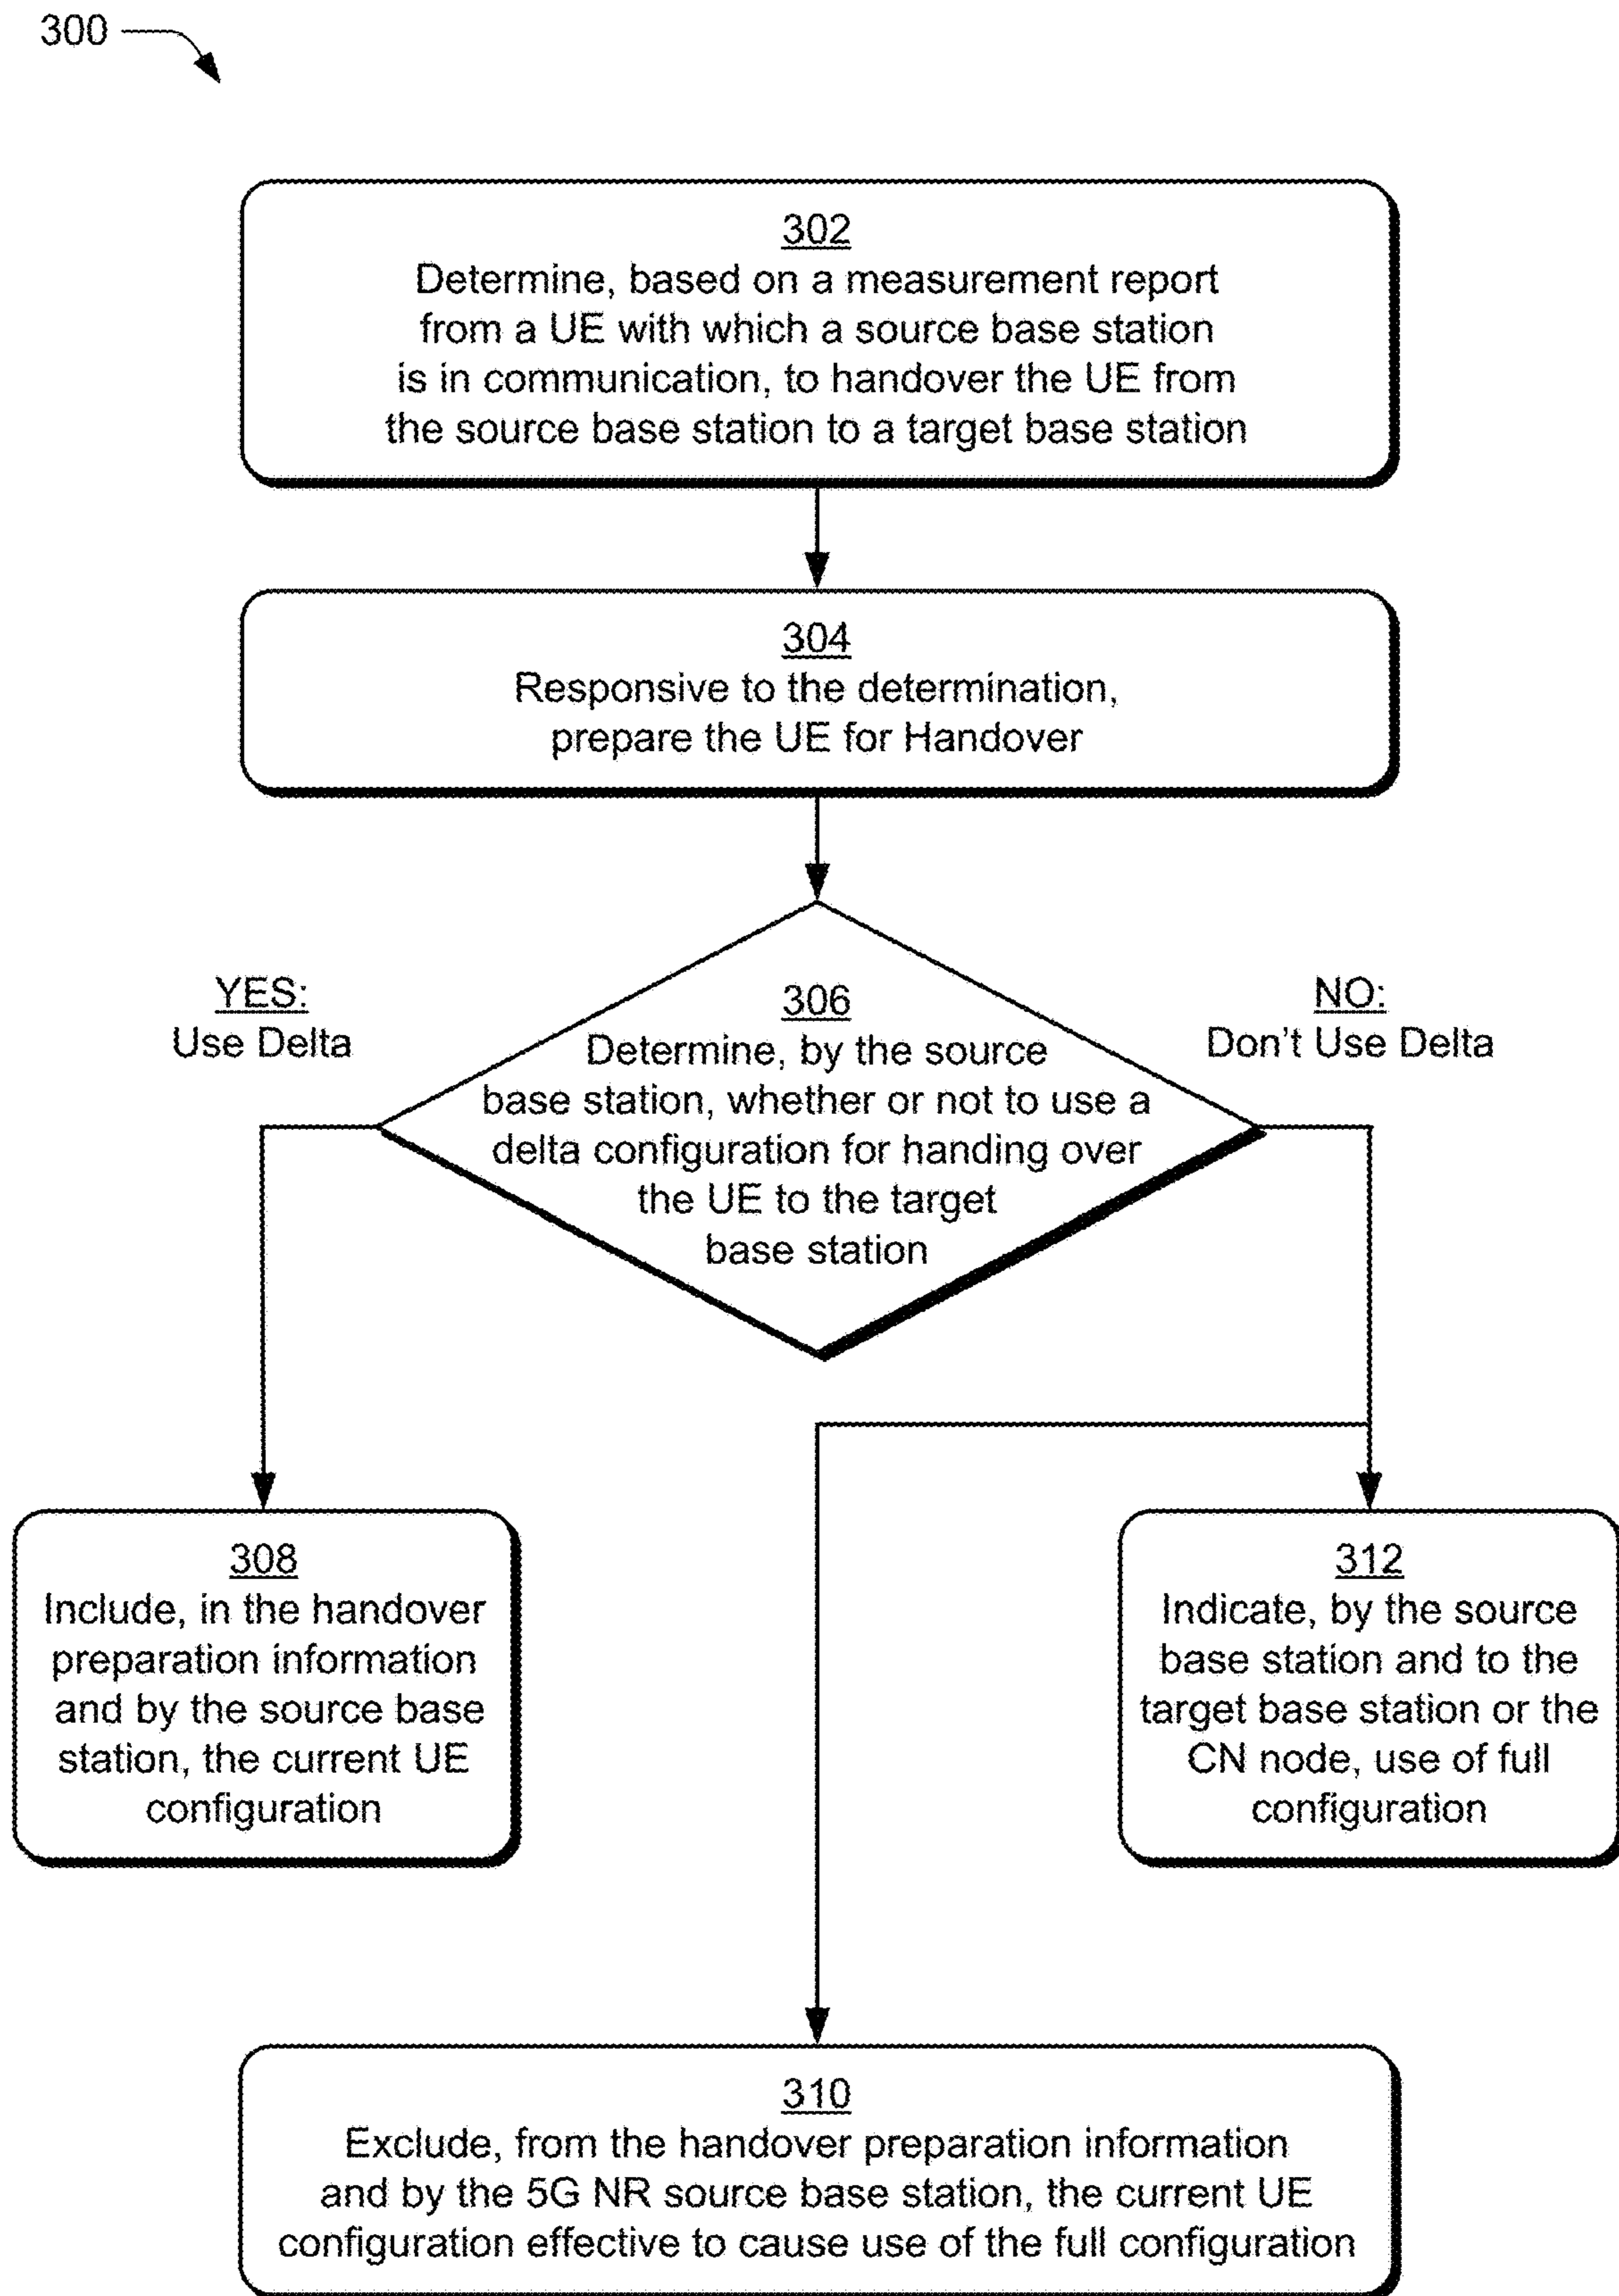 300
302
Determine, based on a measurement report
from a UE with which a source base station
is in communication, to handover the UE from
the source base station to a target base station
304
Responsive to the determination,
prepare the UE for Handover
YES:
Use Delta
NO:
Don't Use Delta
306
Determine, by the source
base station, whether or not to use a
delta configuration for handing over
the UE to the target
base station
308
Include, in the handover
preparation information
and by the source base
station, the current UE
configuration
312
Indicate, by the source
base station and to the
target base station or the
CN node, use of full
configuration
310
Exclude, from the handover preparation information
and by the 5G NR source base station, the current UE
configuration effective to cause use of the full configuration